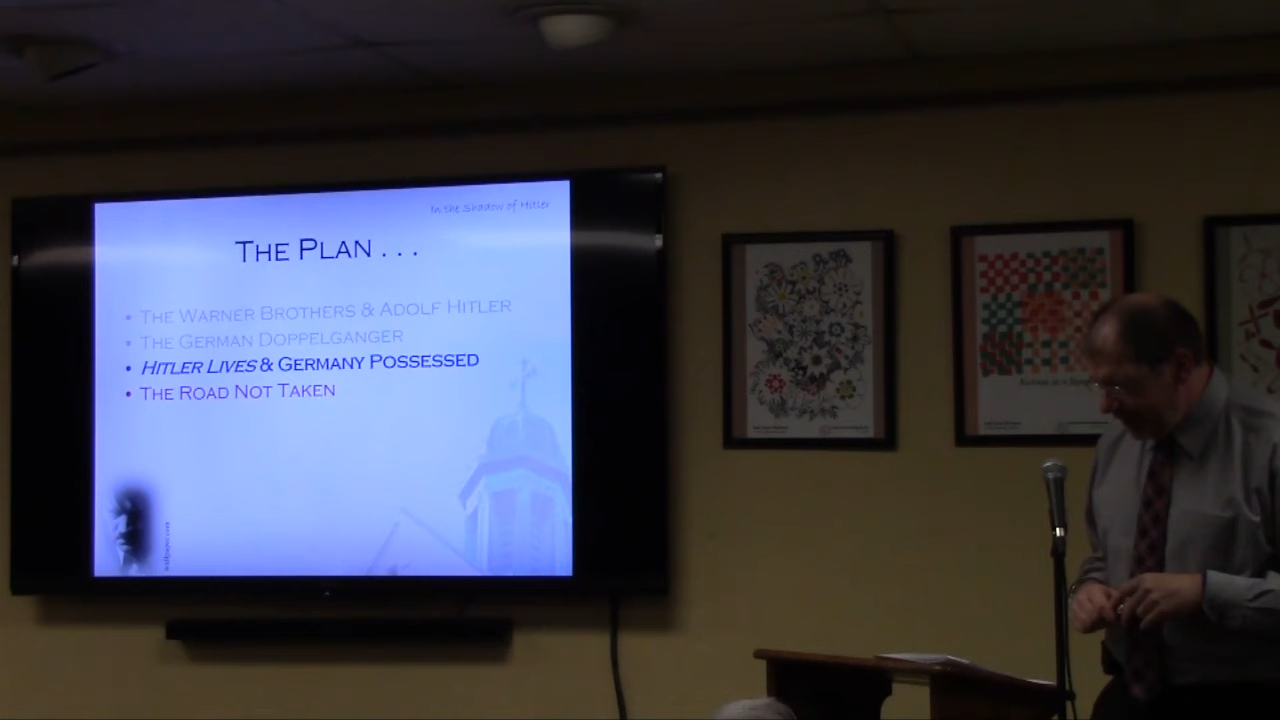 In the Shadow of Hitler
THE PLAN . . .
• THE WARNER BROTHERS & ADOLF HITLER
• THE GERMAN DOPPELGANGER
• HITLER LIVES & GERMANY POSSESSED
• THE ROAD NOT TAKEN